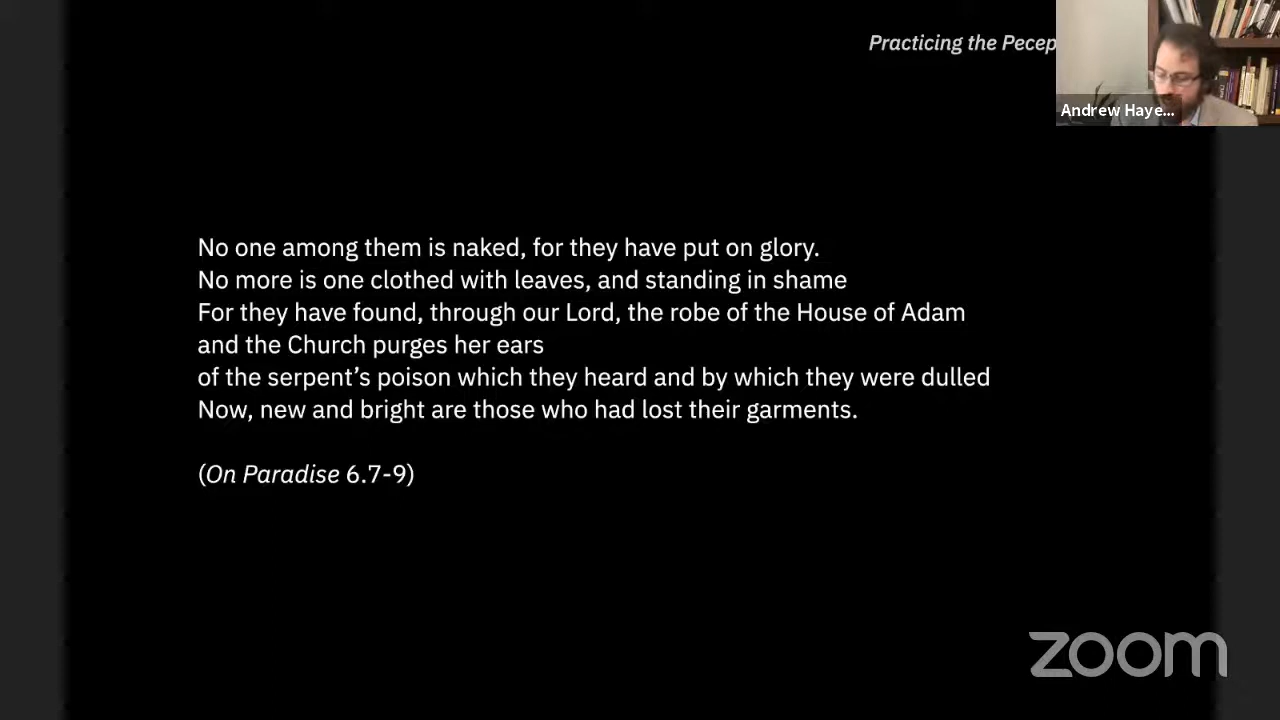 Practicing the Pecep
Andrew Haye...
No one among them is naked, for they have put on glory.
No more is one clothed with leaves, and standing in shame
For they have found, through our Lord, the robe of the House of Adam
and the Church purges her ears
of the serpent’s poison which they heard and by which they were dulled
Now, new and bright are those who had lost their garments.
(On Paradise 6.7-9)
zoom